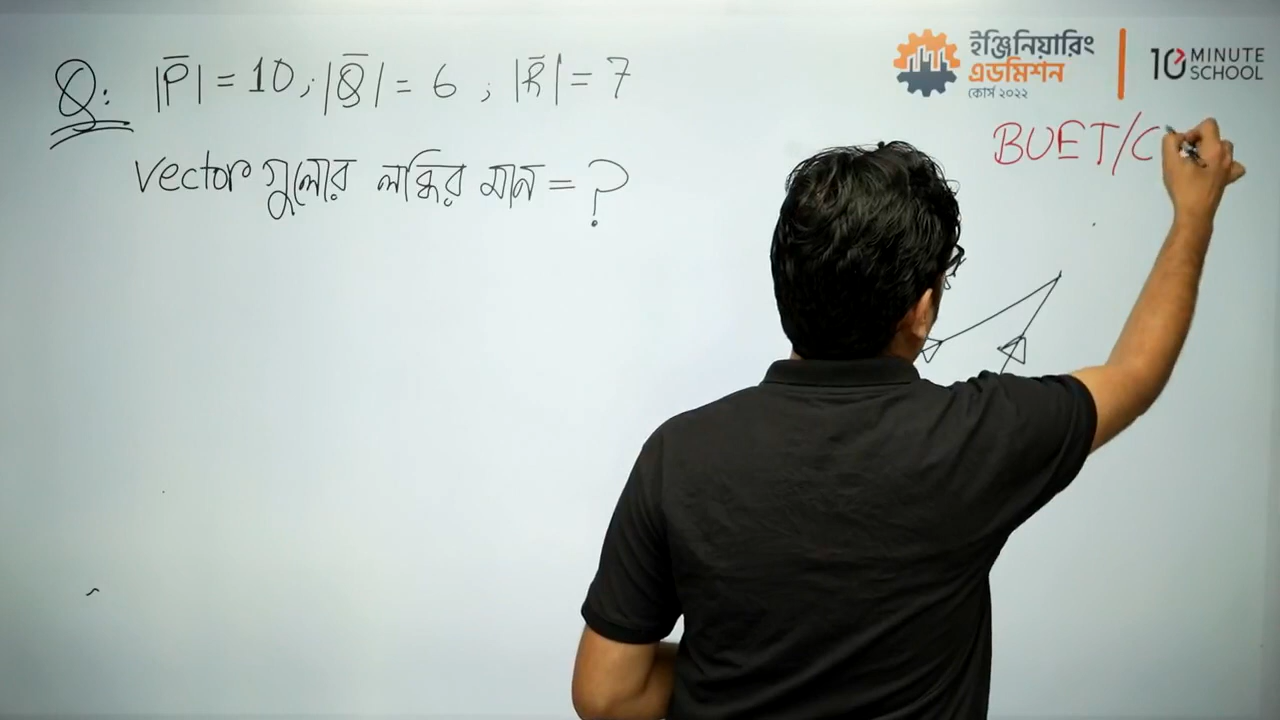 Q: |P̅| = 10 ; |Q̅| = 6 ; |R̅| = 7
vector গুলোর লব্ধির মান = ?
ইঞ্জিনিয়ারিং
এডমিশন
কোর্স ২০২২
10 MINUTE
SCHOOL
BUET/C